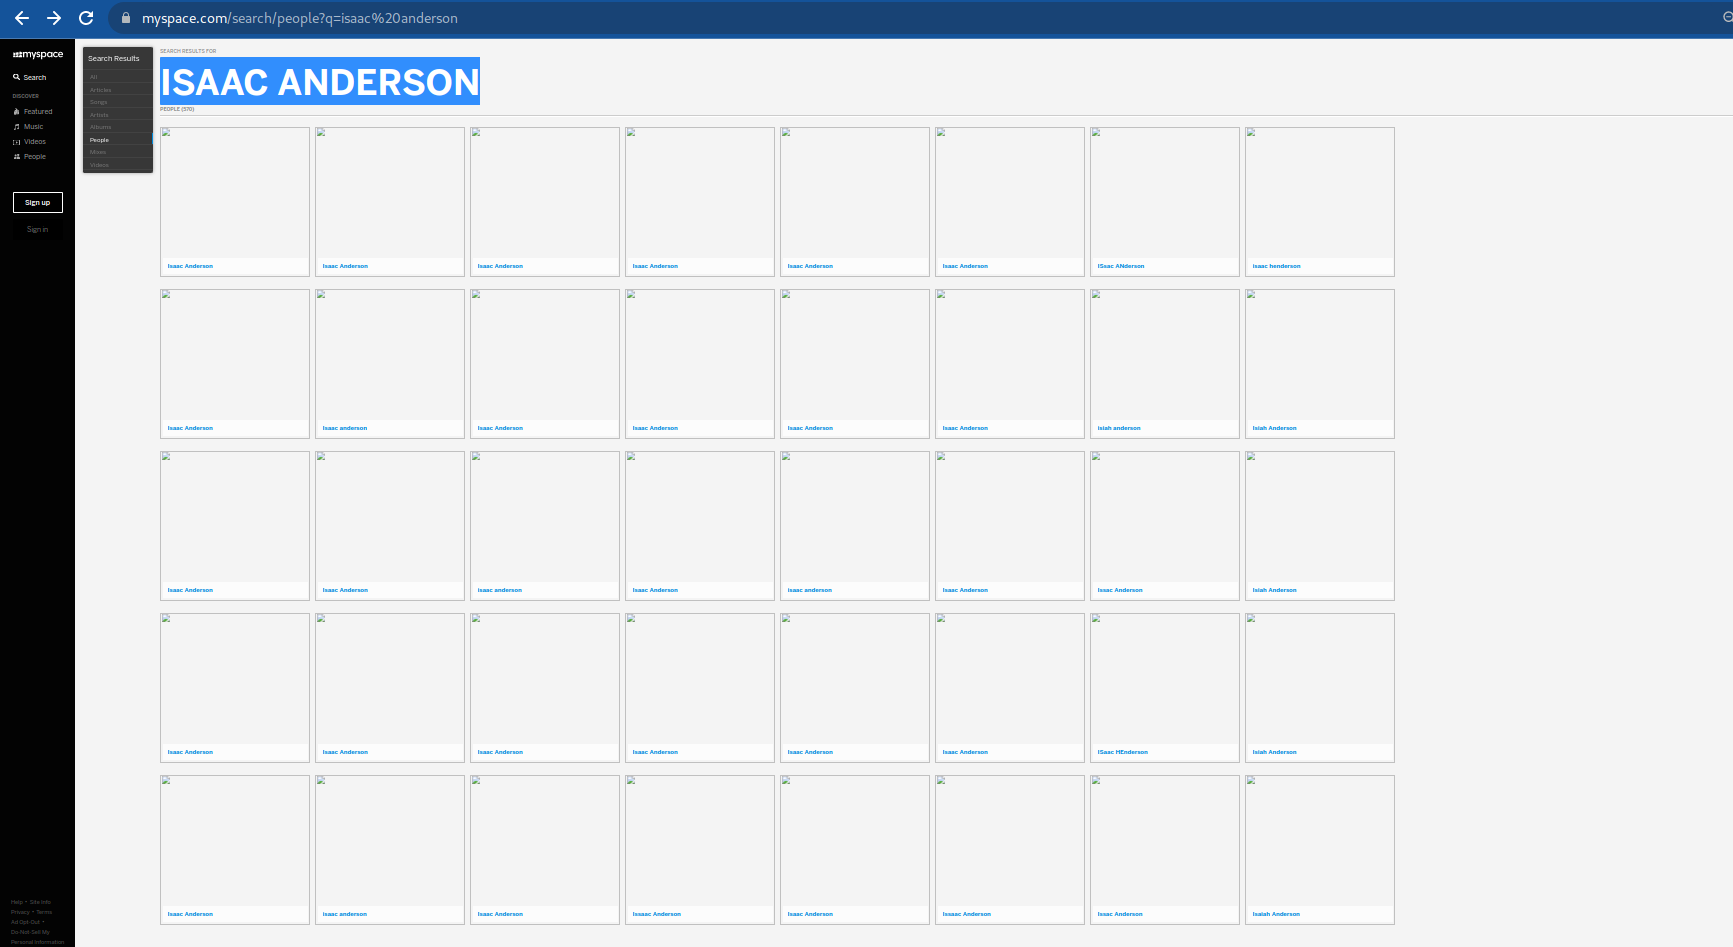 myspace.com/search/people?q=isaac%20anderson
myspace
Search
DISCOVER
Featured
Music
Videos
People
Sign up
Sign in
Help • Site Info
Privacy • Terms
Ad Opt-Out •
Do Not Sell My
Personal Information
Search Results
All
Articles
Songs
Artists
Albums
People
Mixes
Videos
SEARCH RESULTS FOR
ISAAC ANDERSON
PEOPLE (570)
Isaac Anderson Isaac Anderson Isaac Anderson Isaac Anderson Isaac Anderson Isaac Anderson ISsac ANderson isaac henderson
Isaac Anderson Isaac anderson Isaac Anderson Isaac Anderson Isaac Anderson Isaac Anderson isiah anderson Isiah Anderson
Isaac Anderson Isaac Anderson isaac anderson Isaac Anderson isaac anderson Isaac Anderson Issac Anderson Isiah Anderson
Isaac Anderson Isaac Anderson Isaac Anderson Isaac Anderson Isaac Anderson Isaac Anderson ISaac HEnderson Isiah Anderson
Isaac Anderson isaac anderson Isaac Anderson Isssaac Anderson Isaac Anderson Isssaac Anderson Issac Anderson Isaiah Anderson